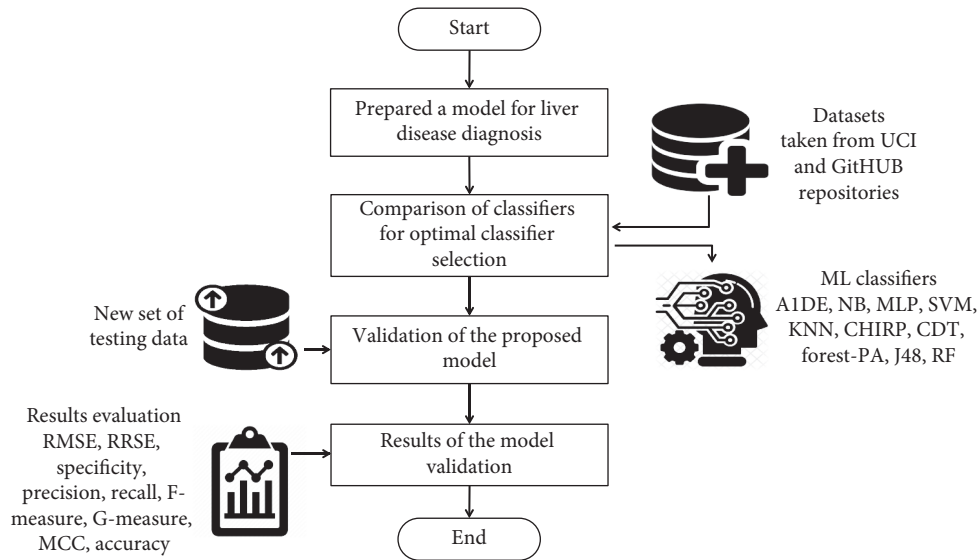 Start
Prepared a model for liver
disease diagnosis
Datasets
taken from UCI
and GitHUB
repositories
Comparison of classifiers
for optimal classifier
selection
ML classifiers
A1DE, NB, MLP, SVM,
KNN, CHIRP, CDT,
forest-PA, J48, RF
New set of
testing data
Validation of the proposed
model
Results evaluation
RMSE, RRSE,
specificity,
precision, recall, F-
measure, G-measure,
MCC, accuracy
Results of the model
validation
End